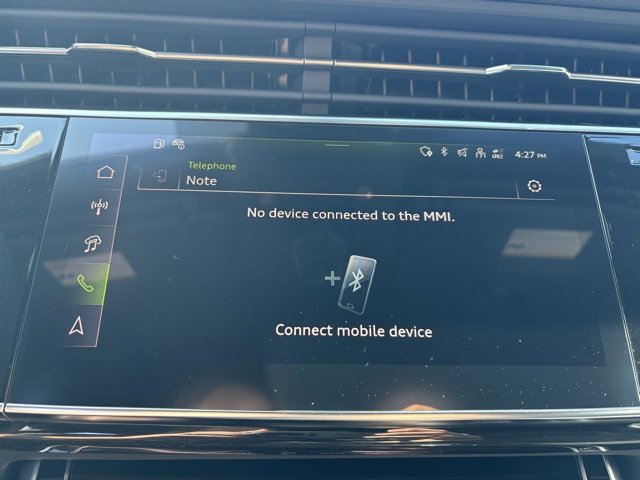 4:27 PM
Telephone
Note
No device connected to the MMI.
Connect mobile device